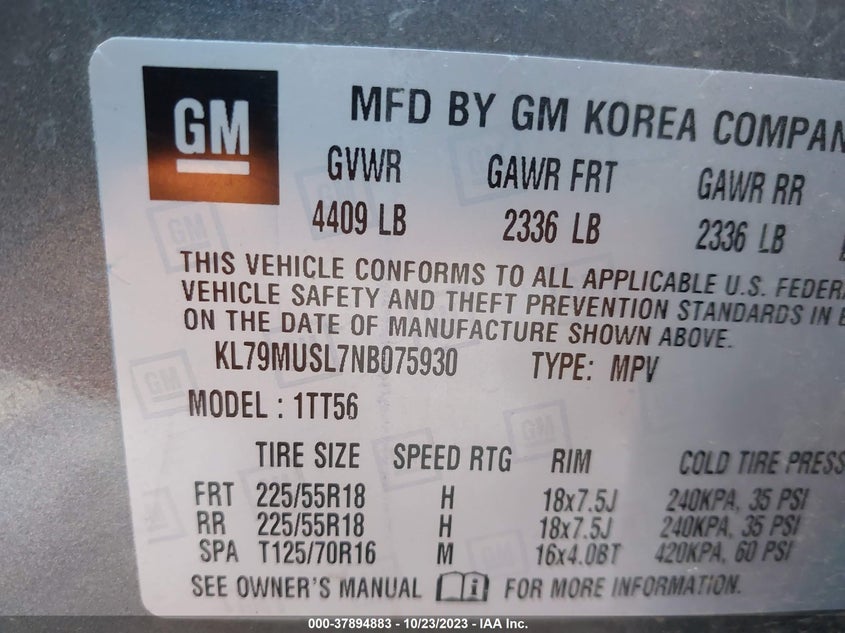 GM
MFD BY GM KOREA COMPAN
GVWR GAWR FRT GAWR RR
4409 LB 2336 LB 2336 LB
THIS VEHICLE CONFORMS TO ALL APPLICABLE U.S. FEDERA
VEHICLE SAFETY AND THEFT PREVENTION STANDARDS IN E
ON THE DATE OF MANUFACTURE SHOWN ABOVE.
KL79MUSL7NB075930 TYPE: MPV
MODEL : 1TT56
TIRE SIZE SPEED RTG RIM COLD TIRE PRESS
FRT 225/55R18 H 18x7.5J 240KPA, 35 PSI
RR 225/55R18 H 18x7.5J 240KPA, 35 PSI
SPA T125/70R16 M 16x4.0BT 420KPA, 60 PSI
SEE OWNER'S MANUAL i FOR MORE INFORMATION.
000-37894883 - 10/23/2023 - IAA Inc.